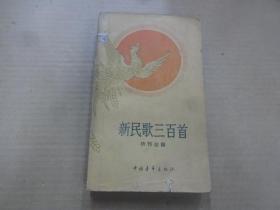 新民歌三百首
诗刊社编
中国青年出版社